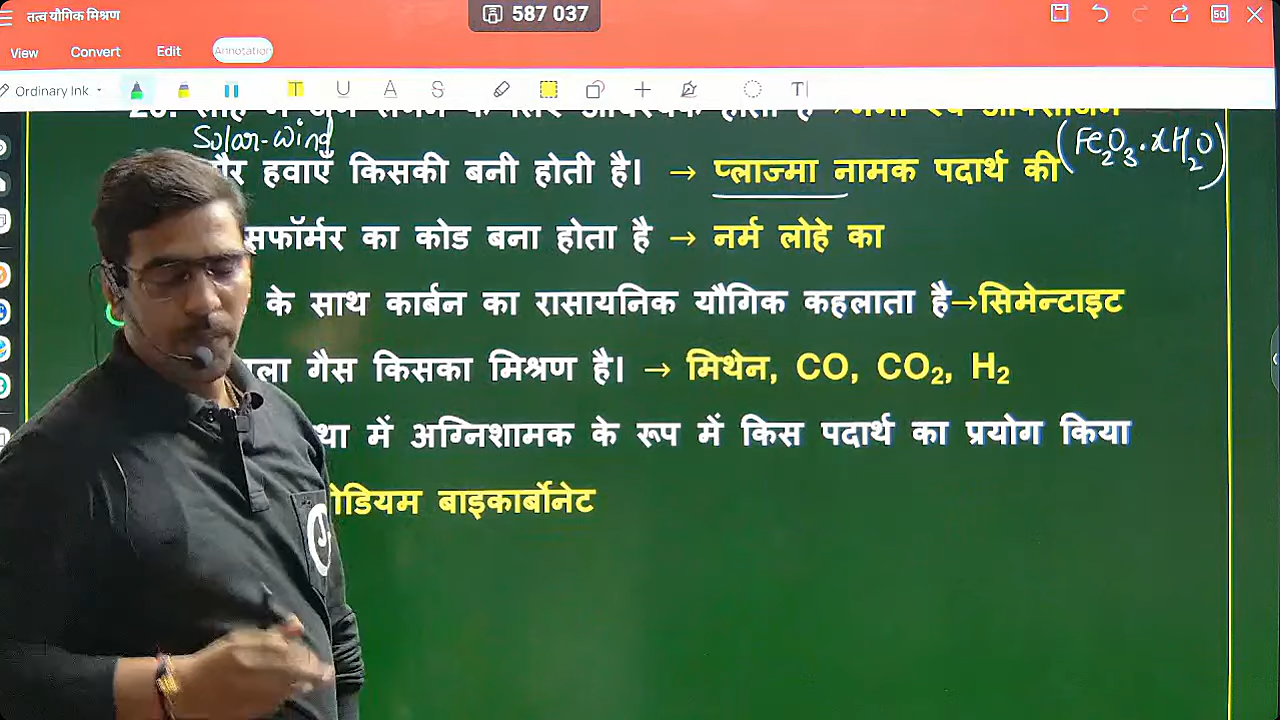 तत्व यौगिक मिश्रण
587 037
50
View Convert Edit Annotation
Ordinary Ink
Solar-Wind
(Fe₂O₃·xH₂O)
हवाएँ किसकी बनी होती है। → प्लाज्मा नामक पदार्थ की
सफॉर्मर का कोड बना होता है → नर्म लोहे का
के साथ कार्बन का रासायनिक यौगिक कहलाता है→सिमेन्टाइट
ला गैस किसका मिश्रण है। → मिथेन, CO, CO₂, H₂
था में अग्निशामक के रूप में किस पदार्थ का प्रयोग किया
डियम बाइकार्बोनेट